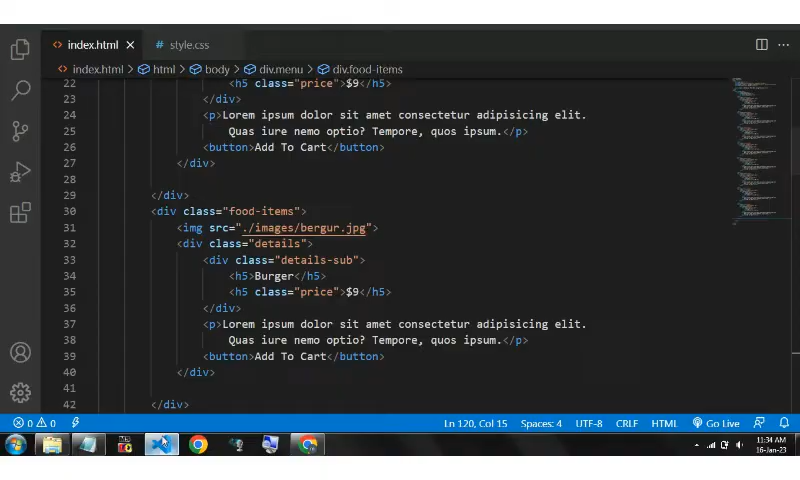 index.html
style.css
index.html > html > body > div.menu > div.food-items
22 <h5 class="price">$9</h5>
23 </div>
24 <p>Lorem ipsum dolor sit amet consectetur adipisicing elit.
25 Quas iure nemo optio? Tempore, quos ipsum.</p>
26 <button>Add To Cart</button>
27 </div>
28
29 </div>
30 <div class="food-items">
31 <img src="./images/bergur.jpg">
32 <div class="details">
33 <div class="details-sub">
34 <h5>Burger</h5>
35 <h5 class="price">$9</h5>
36 </div>
37 <p>Lorem ipsum dolor sit amet consectetur adipisicing elit.
38 Quas iure nemo optio? Tempore, quos ipsum.</p>
39 <button>Add To Cart</button>
40 </div>
41
42 </div>
0 0 Ln 120, Col 15 Spaces: 4 UTF-8 CRLF HTML Go Live
11:34 AM
16-Jan-23